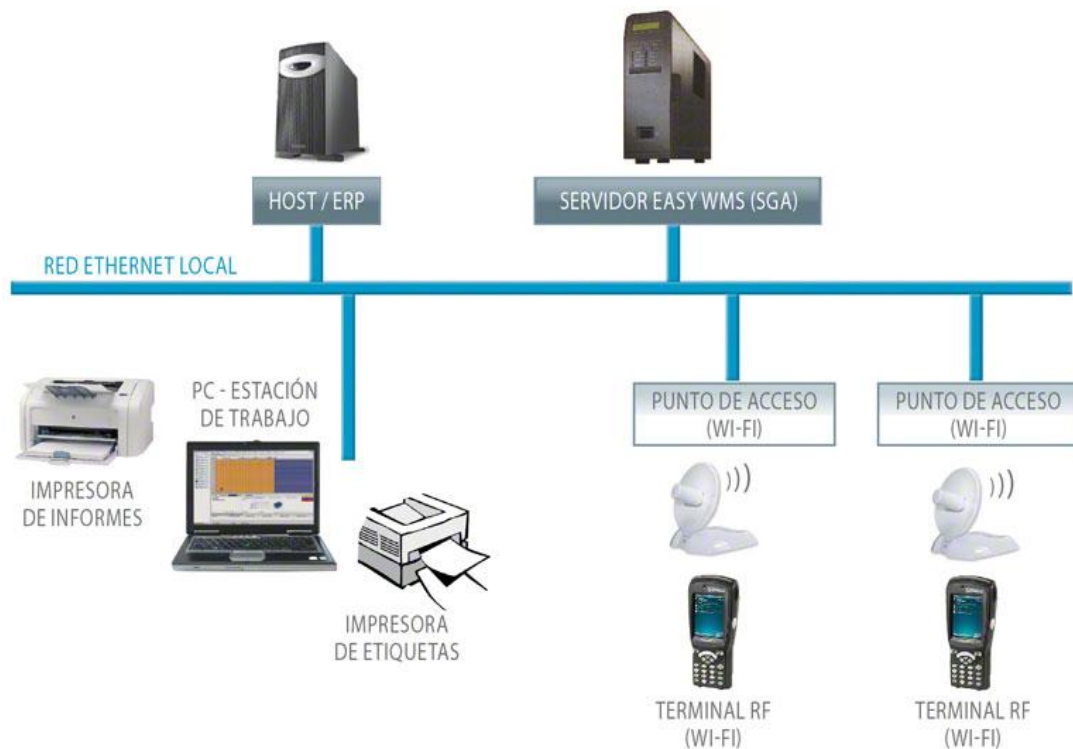 HOST / ERP
SERVIDOR EASY WMS (SGA)
RED ETHERNET LOCAL
PC - ESTACIÓN
DE TRABAJO
PUNTO DE ACCESO
(WI-FI)
PUNTO DE ACCESO
(WI-FI)
IMPRESORA
DE INFORMES
IMPRESORA
DE ETIQUETAS
TERMINAL RF
(WI-FI)
TERMINAL RF
(WI-FI)